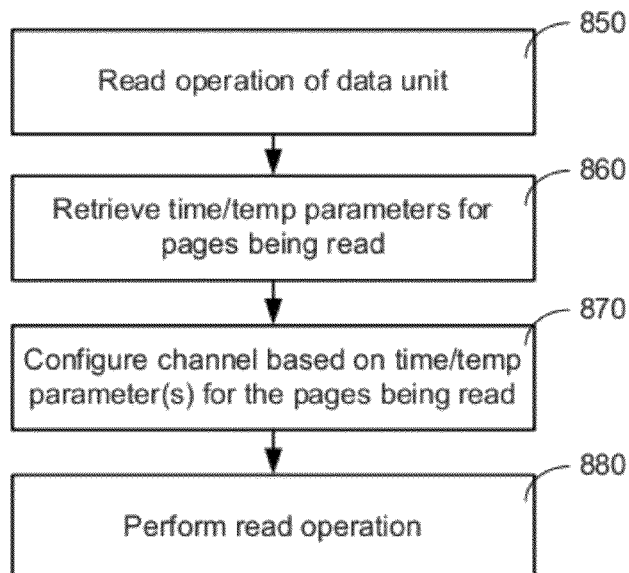 850
Read operation of data unit
860
Retrieve time/temp parameters for
pages being read
870
Configure channel based on time/temp
parameter(s) for the pages being read
880
Perform read operation